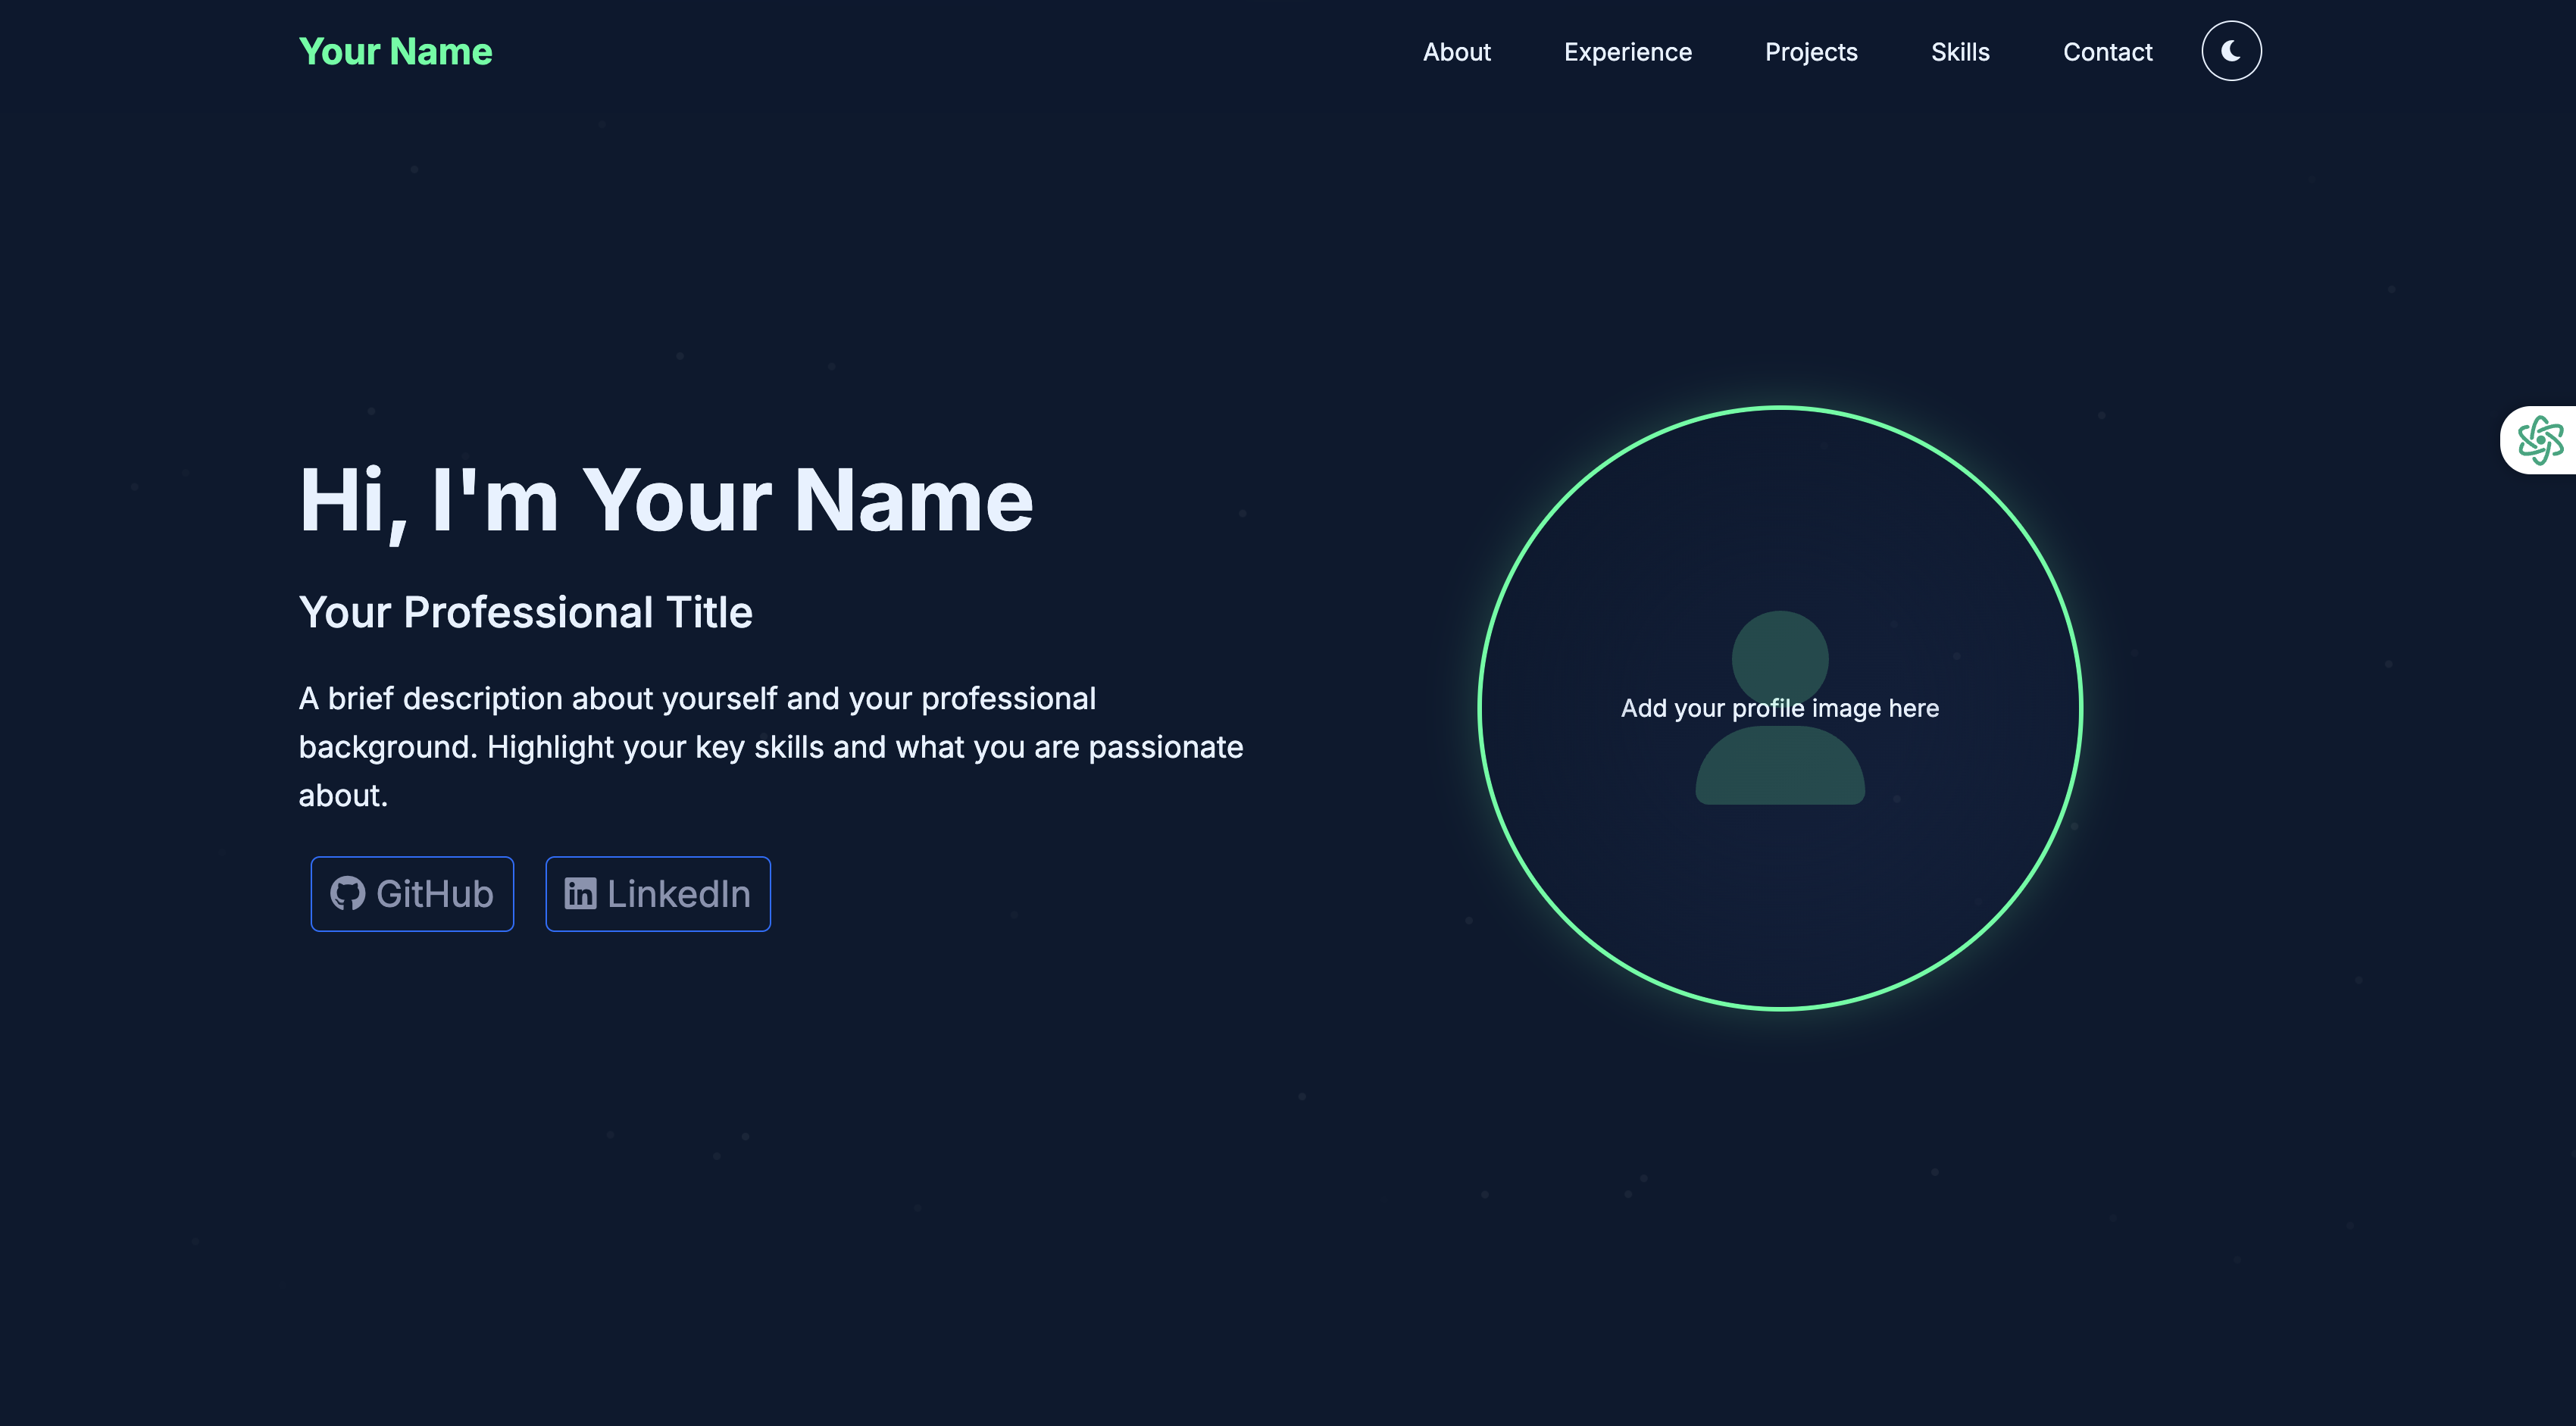 Your Name
About
Experience
Projects
Skills
Contact
Hi, I'm Your Name
Your Professional Title
A brief description about yourself and your professional
background. Highlight your key skills and what you are passionate
about.
GitHub
LinkedIn
Add your profile image here